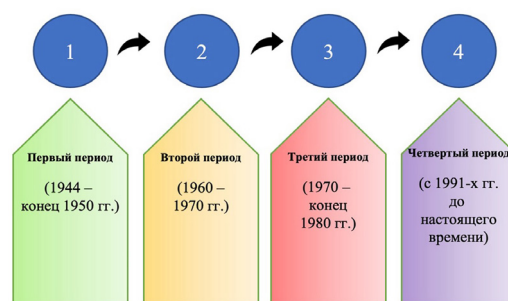 1
2
3
4
Первый период
(1944 –
конец 1950 гг.)
Второй период
(1960 –
1970 гг.)
Третий период
(1970 –
конец
1980 гг.)
Четвертый период
(с 1991-х гг.
до
настоящего
времени)